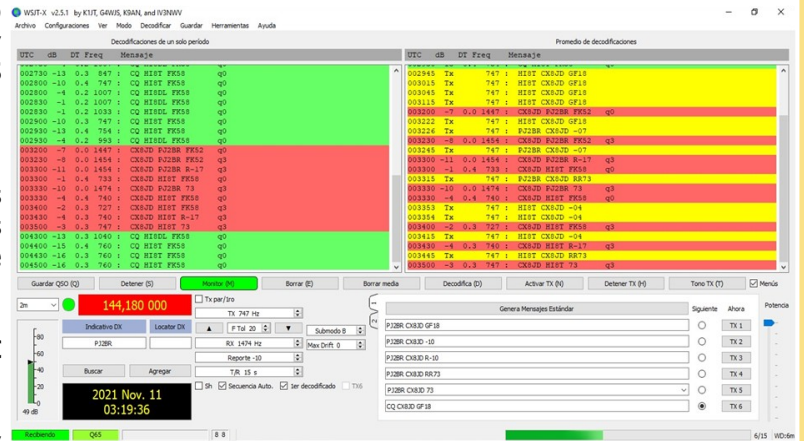 WSJT-X v2.5.1 by K1JT, G4WJS, K9AN, and IV3NWV
Archivo Configuraciones Ver Modo Decodificar Guardar Herramientas Ayuda
Decodificaciones de un solo período
Promedio de decodificaciones
UTC dB DT Freq Mensaje
UTC dB DT Freq Mensaje
002730 -13 0.3 847 : CQ HI8T FK58 q0
002800 -10 0.4 747 : CQ HI8T FK58 q0
002800 -4 0.2 1007 : CQ HI8DL FK58 q0
002830 -1 0.2 1007 : CQ HI8DL FK58 q0
002830 -1 0.2 1033 : CQ HI8DL FK58 q0
002900 -10 0.3 747 : CQ HI8T FK58 q0
002930 -13 0.4 754 : CQ HI8T FK58 q0
002930 -4 0.2 993 : CQ HI8DL FK58 q0
003200 -7 0.0 1447 : CX8JD PJ2BR FK52 q0
003230 -8 0.0 1454 : CX8JD PJ2BR FK52 q3
003300 -11 0.0 1454 : CX8JD PJ2BR R-17 q3
003300 -1 0.4 733 : CX8JD HI8T FK58 q3
003330 -10 0.0 1474 : CX8JD PJ2BR 73 q3
003330 -4 0.4 740 : CX8JD HI8T FK58 q3
003400 -2 0.3 727 : CX8JD HI8T FK58 q3
003430 -4 0.3 740 : CX8JD HI8T R-17 q3
003500 -3 0.3 747 : CX8JD HI8T 73 q3
004300 -13 0.3 1040 : CQ HI8DL FK58 q0
004400 -15 0.4 760 : CQ HI8T FK58 q0
004430 -16 0.3 760 : CQ HI8T FK58 q0
004500 -16 0.3 760 : CQ HI8T FK58 q0
002945 Tx 747 : HI8T CX8JD GF18
003015 Tx 747 : HI8T CX8JD GF18
003045 Tx 747 : HI8T CX8JD GF18
003115 Tx 747 : HI8T CX8JD GF18
003200 -7 0.0 1447 : CX8JD PJ2BR FK52 q0
003222 Tx 747 : HI8T CX8JD GF18
003226 Tx 747 : PJ2BR CX8JD -07
003230 -8 0.0 1454 : CX8JD PJ2BR FK52 q3
003245 Tx 747 : PJ2BR CX8JD -07
003300 -11 0.0 1454 : CX8JD PJ2BR R-17 q3
003300 -1 0.4 733 : CX8JD HI8T FK58 q3
003315 Tx 747 : PJ2BR CX8JD RR73
003330 -10 0.0 1474 : CX8JD PJ2BR 73 q3
003330 -4 0.4 740 : CX8JD HI8T FK58 q3
003353 Tx 747 : HI8T CX8JD -04
003354 Tx 747 : HI8T CX8JD -04
003400 -2 0.3 727 : CX8JD HI8T FK58 q3
003415 Tx 747 : HI8T CX8JD -04
003430 -4 0.3 740 : CX8JD HI8T R-17 q3
003445 Tx 747 : HI8T CX8JD RR73
003500 -3 0.3 747 : CX8JD HI8T 73 q3
Guardar QSO (Q) Detener (S) Monitor (M) Borrar (E) Borrar media Decodifica (D) Activar TX (N) Detener TX (H) Tono TX (T) Menús
2m 144,180 000
Tx par/1ro
TX 747 Hz
F Tol 20
Submodo B
RX 1474 Hz
Max Drift 0
Reporte -10
T/R 15 s
Sh Secuencia Auto. 1er decodificado TX6
Indicativo DX Locator DX
PJ2BR
Buscar Agregar
2021 Nov. 11
03:19:36
-80
-60
-40
-20
-0
49 dB
1
2
Genera Mensajes Estándar Siguiente Ahora Potencia
PJ2BR CX8JD GF18 TX 1
PJ2BR CX8JD -10 TX 2
PJ2BR CX8JD R-10 TX 3
PJ2BR CX8JD RR73 TX 4
PJ2BR CX8JD 73 TX 5
CQ CX8JD GF18 TX 6
Recibiendo Q65 8 8 6/15 WD:6m